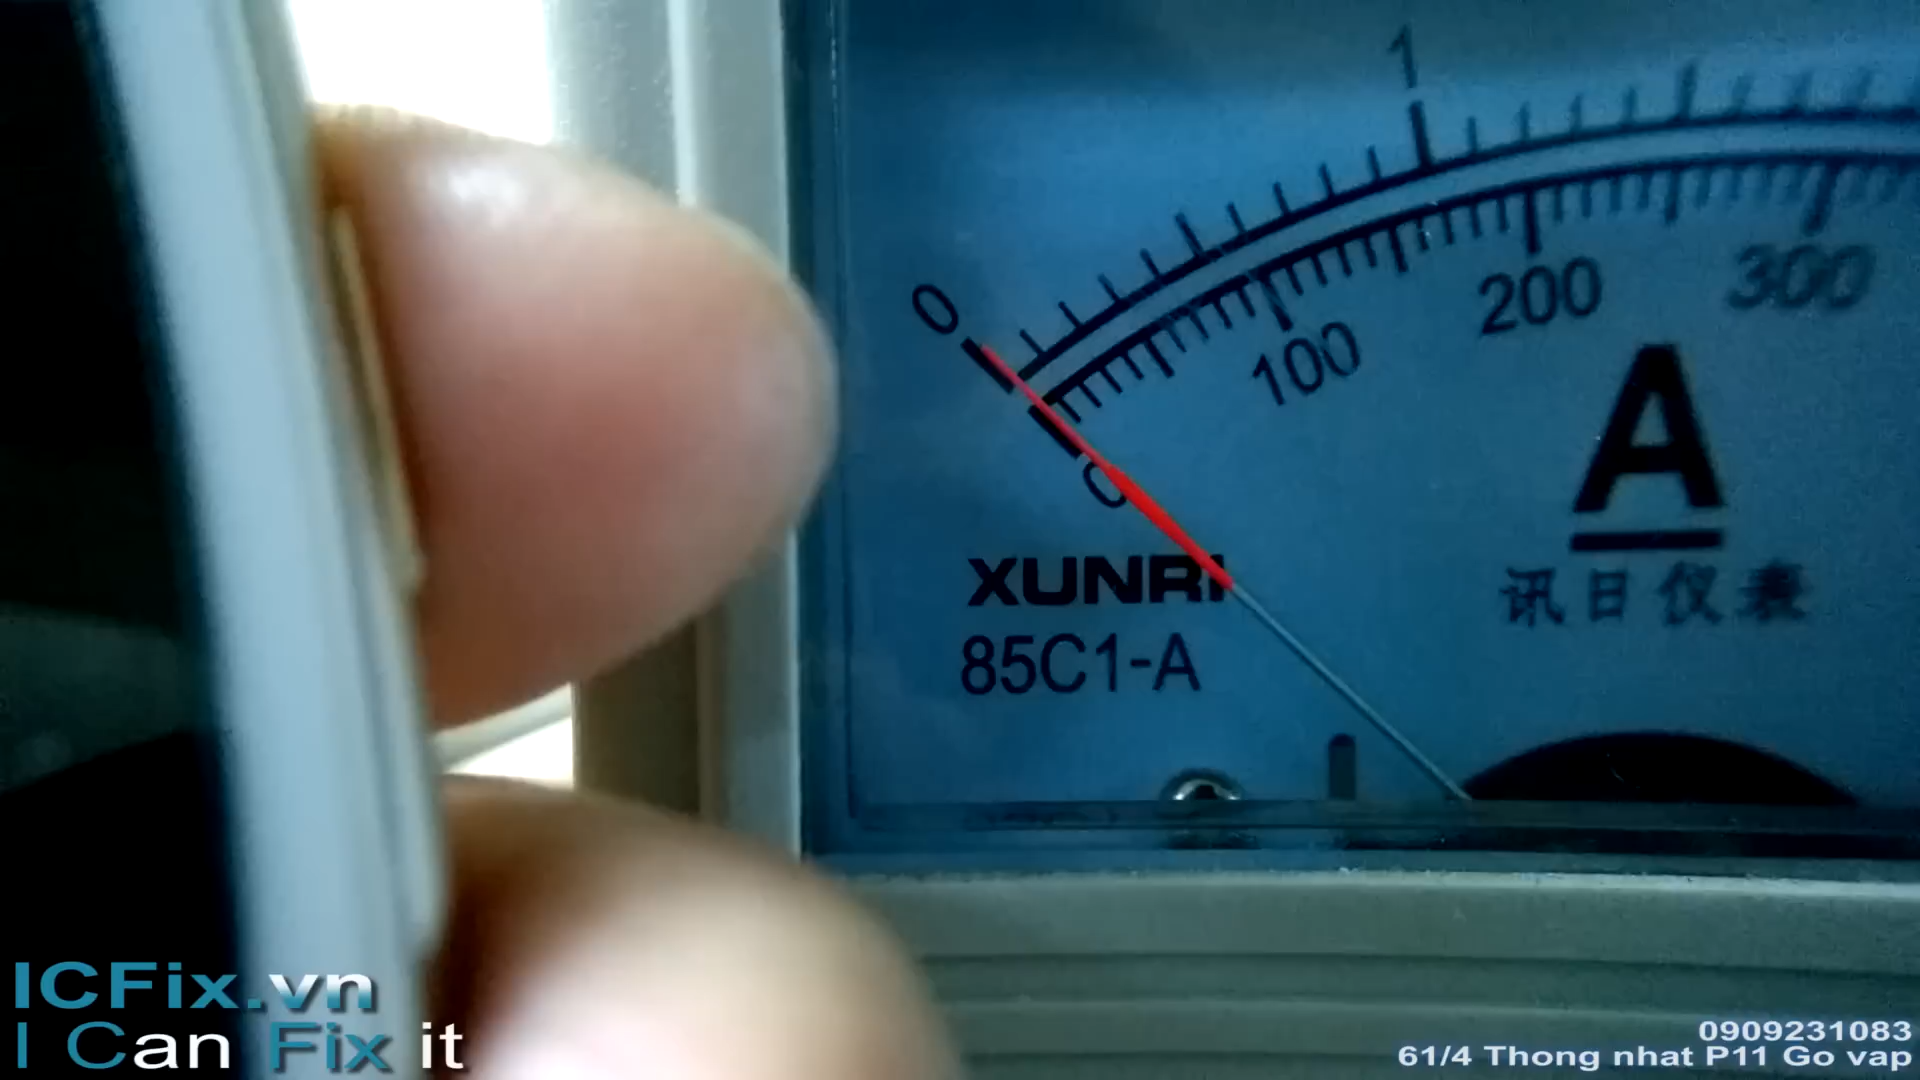 1
0
0
100
200
300
A
XUNRI
85C1-A
讯日仪表
ICFix.vn
I Can Fix it
0909231083
61/4 Thong nhat P11 Go vap